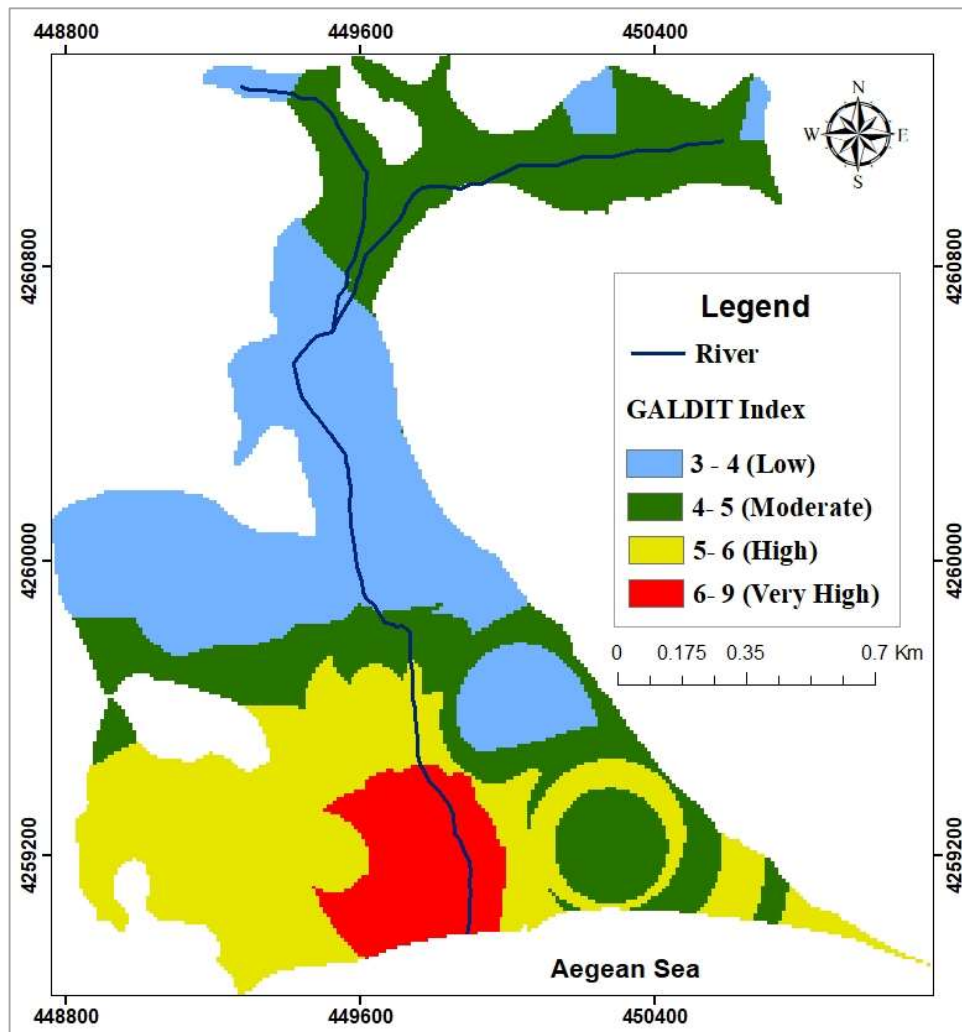 448800 449600 450400
N
W E
S
4260800 4260800
Legend
River
GALDIT Index
3 - 4 (Low)
4- 5 (Moderate)
5- 6 (High)
6- 9 (Very High)
4260000 4260000
0 0.175 0.35 0.7 Km
4259200 4259200
Aegean Sea
448800 449600 450400